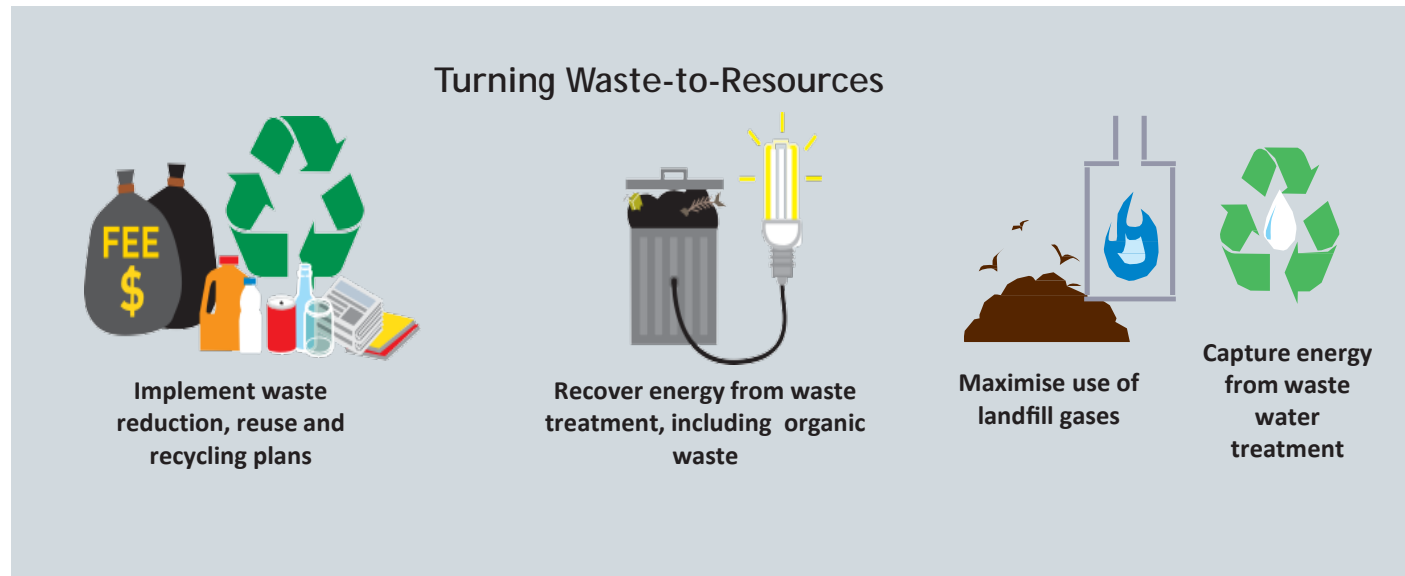 Turning Waste-to-Resources
FEE
$
Implement waste
reduction, reuse and
recycling plans
Recover energy from waste
treatment, including organic
waste
Maximise use of
landfill gases
Capture energy
from waste
water
treatment